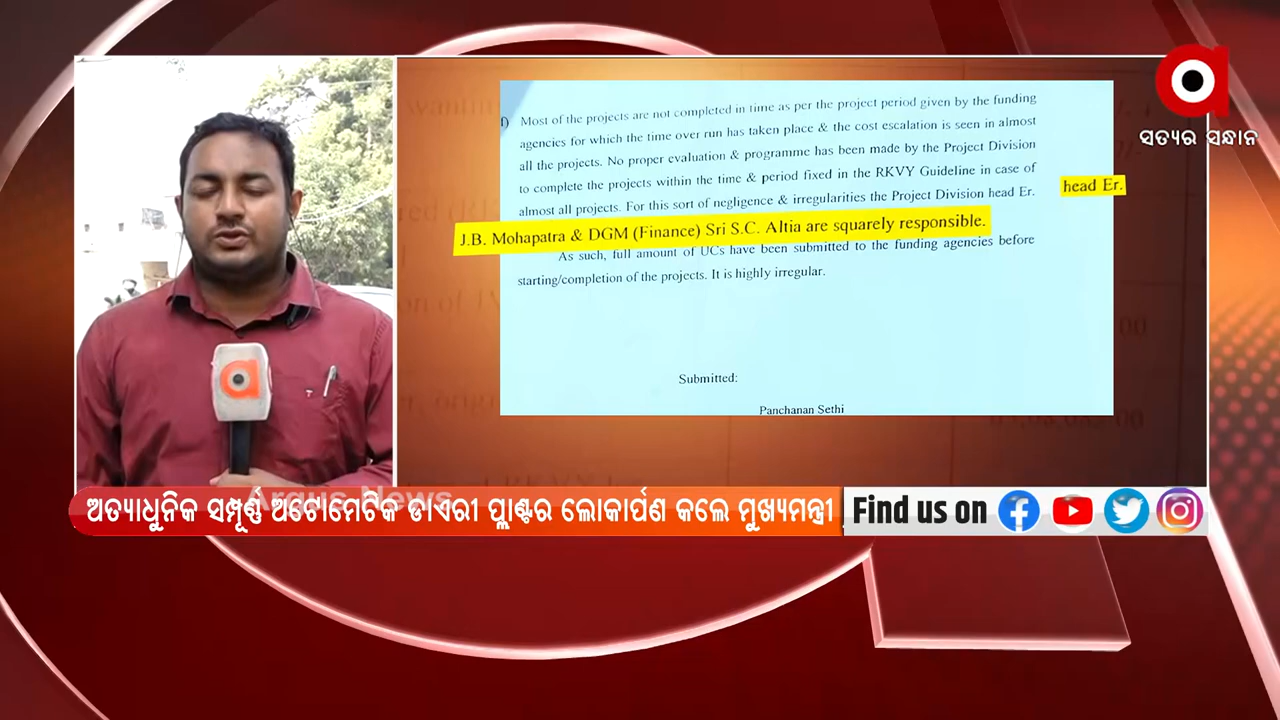 ସତ୍ୟର ସନ୍ଧାନ
f) Most of the projects are not completed in time as per the project period given by the funding
agencies for which the time over run has taken place & the cost escalation is seen in almost
all the projects. No proper evaluation & programme has been made by the Project Division
to complete the projects within the time & period fixed in the RKVY Guideline in case of
almost all projects. For this sort of negligence & irregularities the Project Division head Er.
head Er.
J.B. Mohapatra & DGM (Finance) Sri S.C. Altia are squarely responsible.
As such, full amount of UCs have been submitted to the funding agencies before
starting/completion of the projects. It is highly irregular.
Submitted:
Panchanan Sethi
Argus News
ଅତ୍ୟାଧୁନିକ ସମ୍ପୂର୍ଣ୍ଣ ଅଟୋମେଟିକ ଡାଏରୀ ପ୍ଲାଣ୍ଟର ଲୋକାର୍ପଣ କଲେ ମୁଖ୍ୟମନ୍ତ୍ରୀ
Find us on